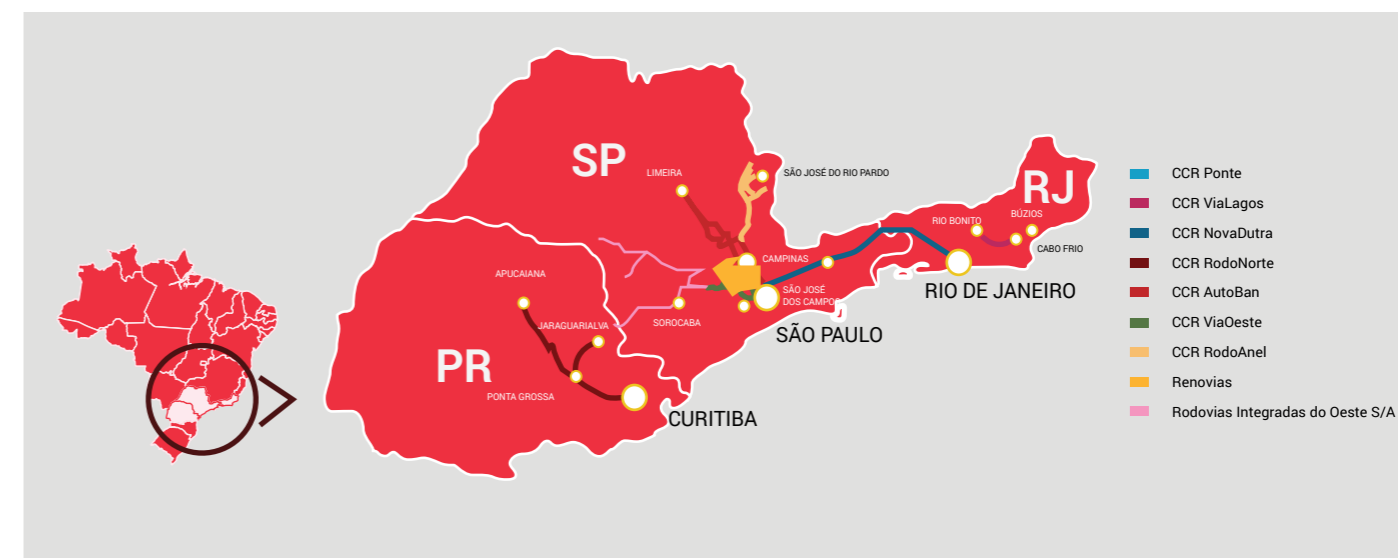 SP
LIMEIRA
SÃO JOSÉ DO RIO PARDO
RJ
RIO BONITO
BÚZIOS
CABO FRIO
CAMPINAS
RIO DE JANEIRO
SÃO JOSÉ
DOS CAMPOS
SÃO PAULO
SOROCABA
APUCAIANA
JARAGUARIALVA
PR
PONTA GROSSA
CURITIBA
CCR Ponte
CCR ViaLagos
CCR NovaDutra
CCR RodoNorte
CCR AutoBan
CCR ViaOeste
CCR RodoAnel
Renovias
Rodovias Integradas do Oeste S/A